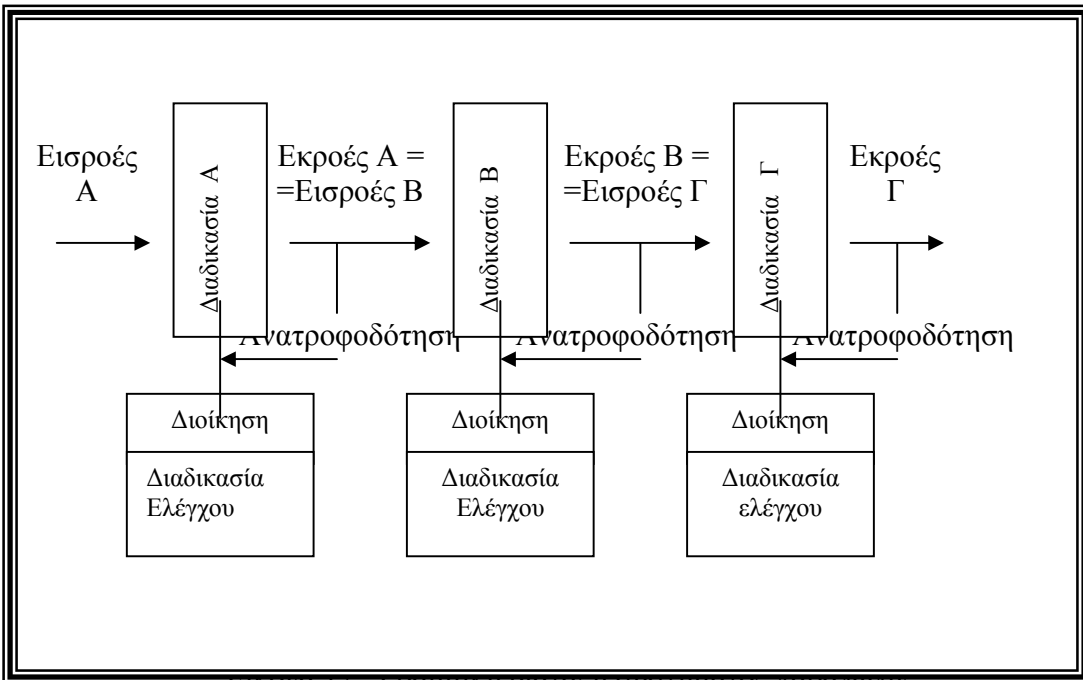 Εισροές
Α
Διαδικασία Α
Εκροές Α =
=Εισροές Β
Διαδικασία Β
Εκροές Β =
=Εισροές Γ
Διαδικασία Γ
Εκροές
Γ
Ανατροφοδότηση
Ανατροφοδότηση
Ανατροφοδότηση
Διοίκηση
Διαδικασία
Ελέγχου
Διοίκηση
Διαδικασία
Ελέγχου
Διοίκηση
Διαδικασία
ελέγχου